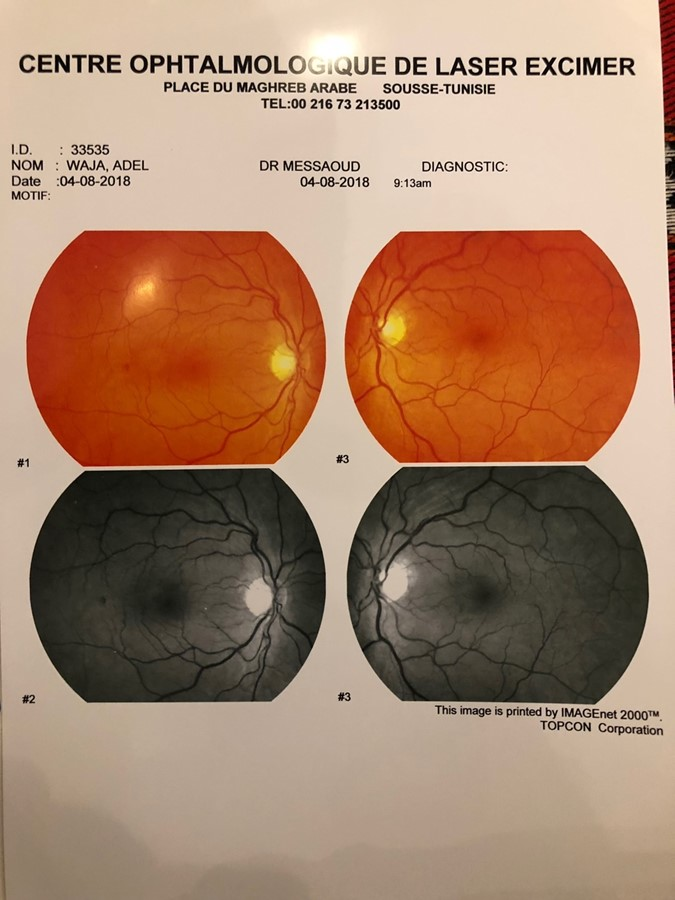 CENTRE OPHTALMOLOGIQUE DE LASER EXCIMER
PLACE DU MAGHREB ARABE SOUSSE-TUNISIE
TEL:00 216 73 213500
I.D. : 33535
NOM : WAJA, ADEL DR MESSAOUD DIAGNOSTIC:
Date :04-08-2018 04-08-2018 9:13am
MOTIF:
#1 #3
#2 #3
This image is printed by IMAGEnet 2000™.
TOPCON Corporation